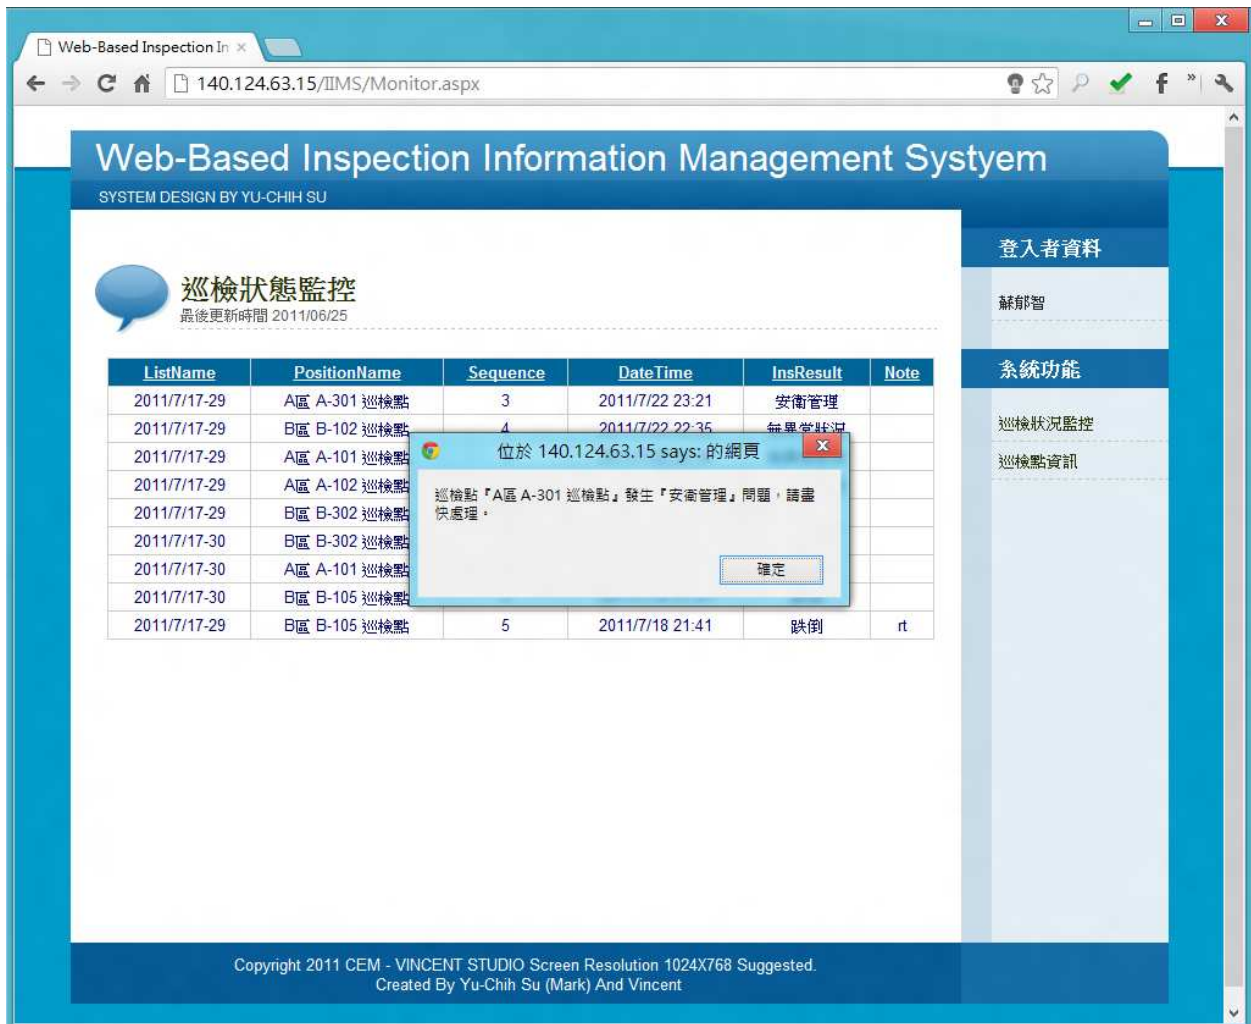 Web-Based Inspection In
140.124.63.15/IIMS/Monitor.aspx
Web-Based Inspection Information Management Systyem
SYSTEM DESIGN BY YU-CHIH SU
登入者資料
蘇郁智
系統功能
巡檢狀況監控
巡檢點資訊
巡檢狀態監控
最後更新時間 2011/06/25
ListName PositionName Sequence DateTime InsResult Note
2011/7/17-29 A區 A-301 巡檢點 3 2011/7/22 23:21 安衛管理
2011/7/17-29 B區 B-102 巡檢點 4 2011/7/22 22:35 無異常狀況
2011/7/17-29 A區 A-101 巡檢點
2011/7/17-29 A區 A-102 巡檢點
2011/7/17-29 B區 B-302 巡檢點
2011/7/17-30 B區 B-302 巡檢點
2011/7/17-30 A區 A-101 巡檢點
2011/7/17-30 B區 B-105 巡檢點
2011/7/17-29 B區 B-105 巡檢點 5 2011/7/18 21:41 跌倒 rt
位於 140.124.63.15 says: 的網頁
巡檢點『A區 A-301 巡檢點』發生『安衛管理』問題，請盡
快處理。
確定
Copyright 2011 CEM - VINCENT STUDIO Screen Resolution 1024X768 Suggested.
Created By Yu-Chih Su (Mark) And Vincent